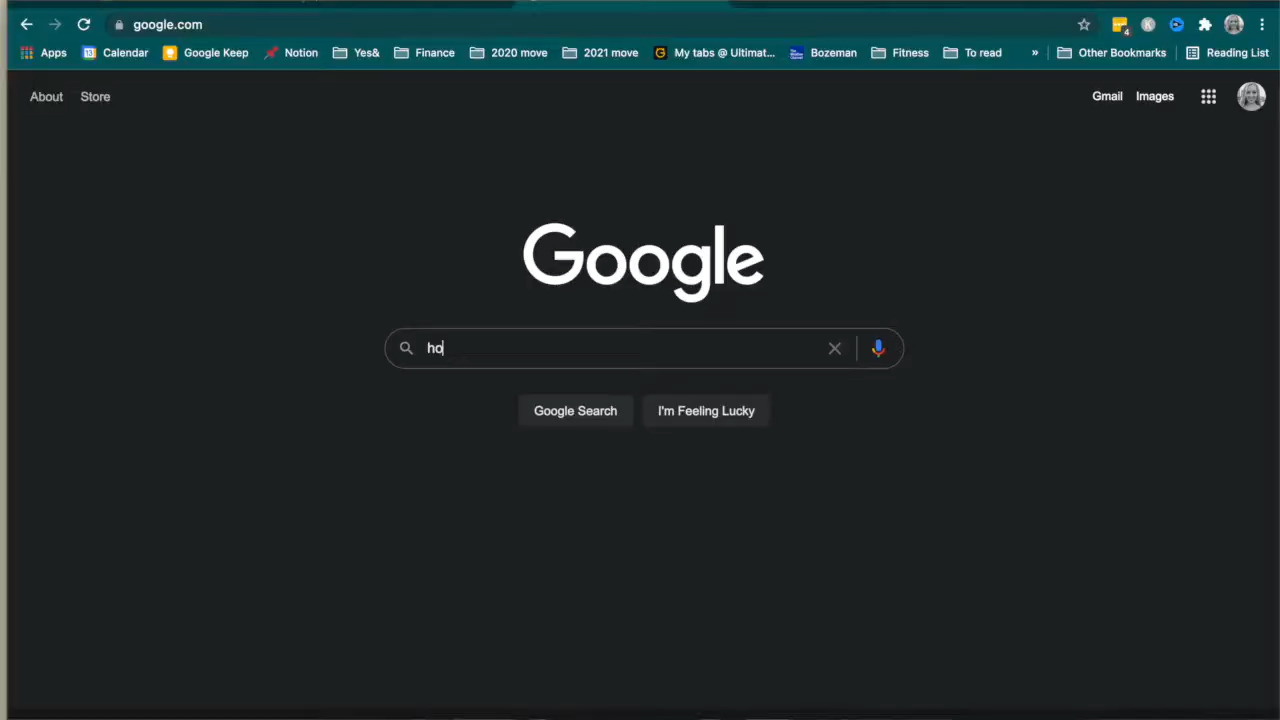 google.com
Apps Calendar Google Keep Notion Yes& Finance 2020 move 2021 move My tabs @ Ultimat... Bozeman Fitness To read » Other Bookmarks Reading List
About Store Gmail Images
Google
ho
Google Search I'm Feeling Lucky